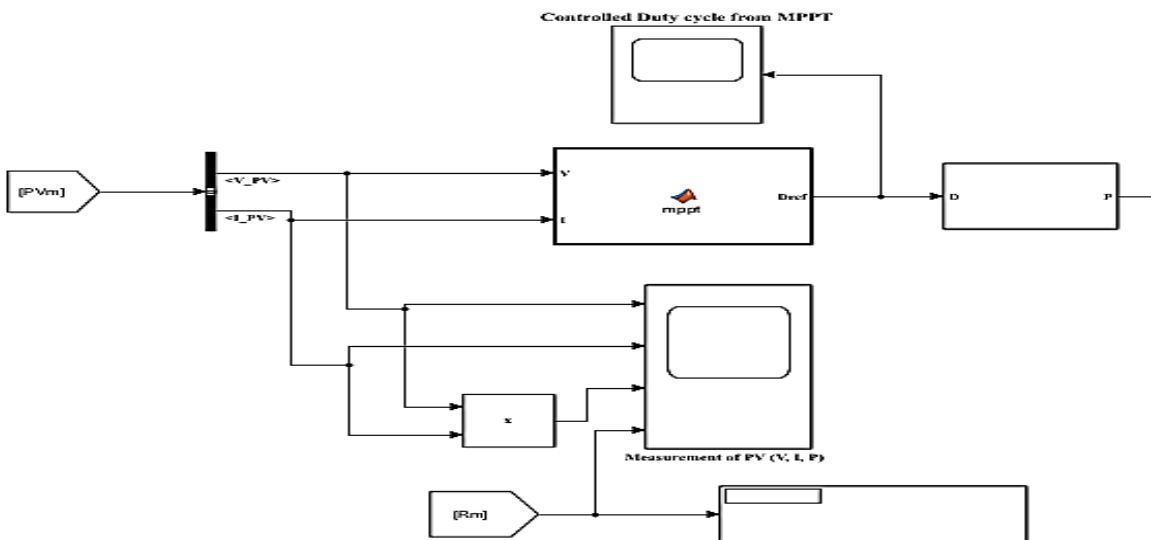 Controlled Duty cycle from MPPT
[PVm]
<V_PV>
<I_PV>
V
I
mppt
Dref
D
P
x
Measurement of PV (V, I, P)
[Rm]